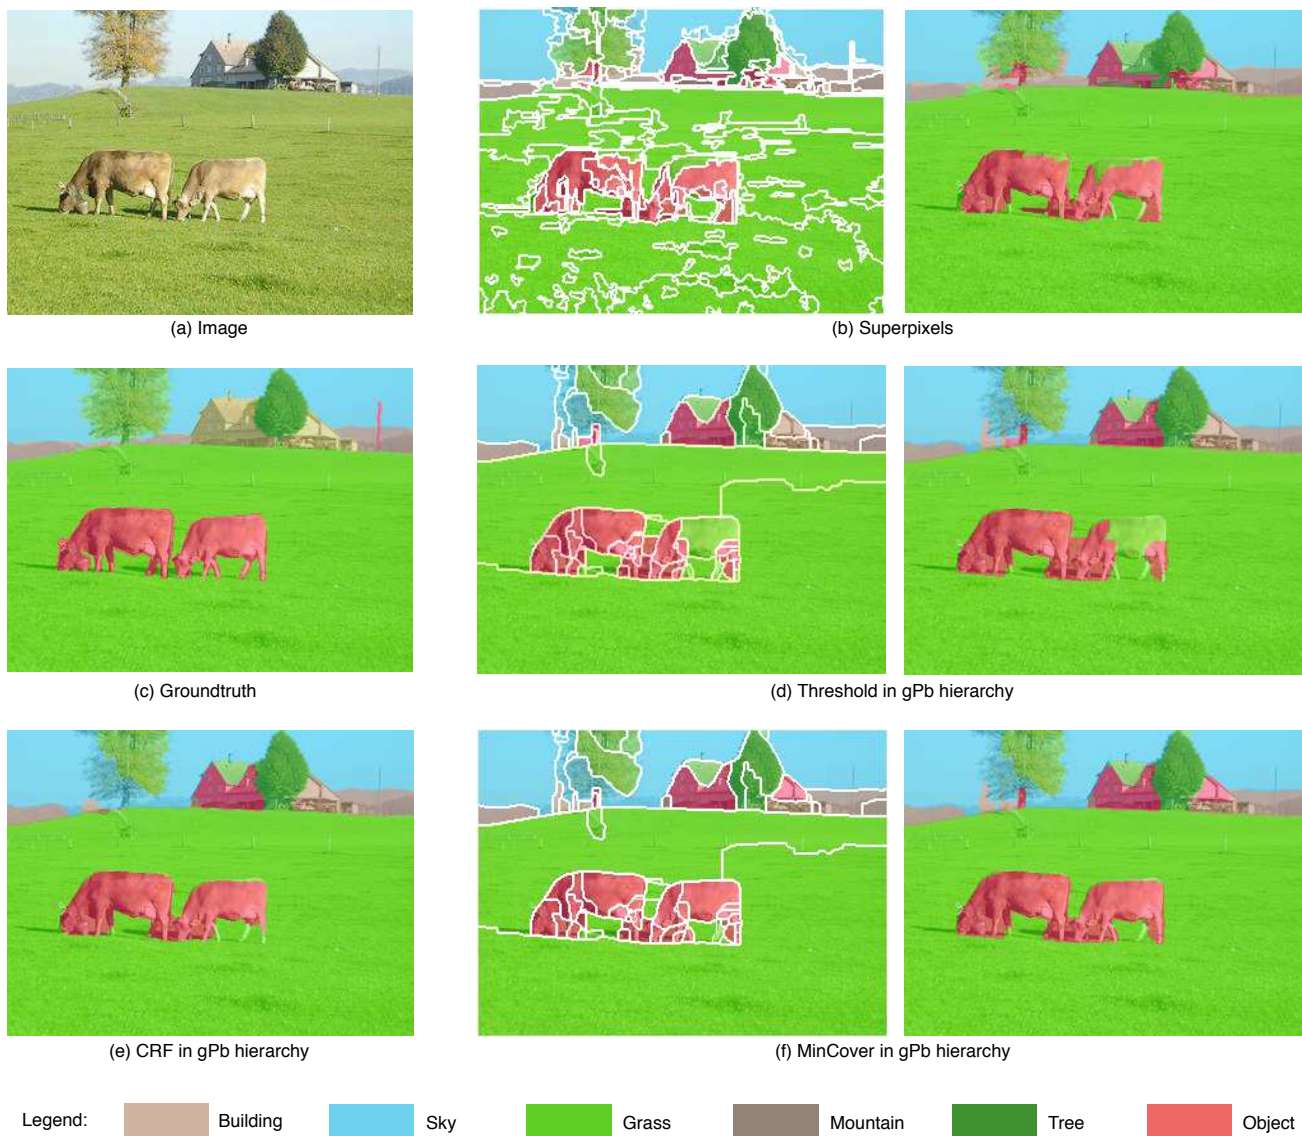 (a) Image
(b) Superpixels
(c) Groundtruth
(d) Threshold in gPb hierarchy
(e) CRF in gPb hierarchy
(f) MinCover in gPb hierarchy
Legend: Building Sky Grass Mountain Tree Object